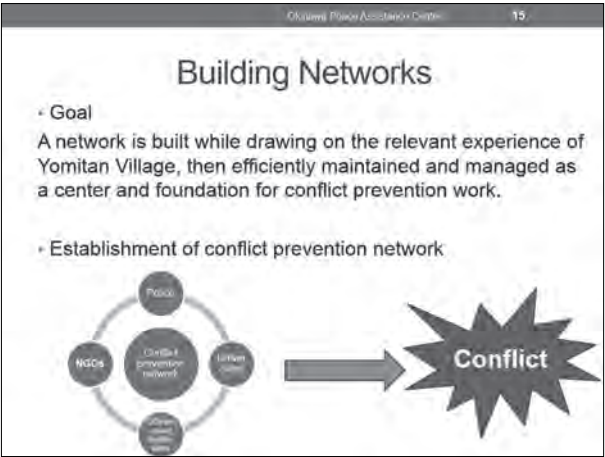 Okinawa Peace Assistance Center
15
Building Networks
· Goal
A network is built while drawing on the relevant experience of
Yomitan Village, then efficiently maintained and managed as
a center and foundation for conflict prevention work.
· Establishment of conflict prevention network
Police
NGOs
Conflict
prevention
network
Conflict